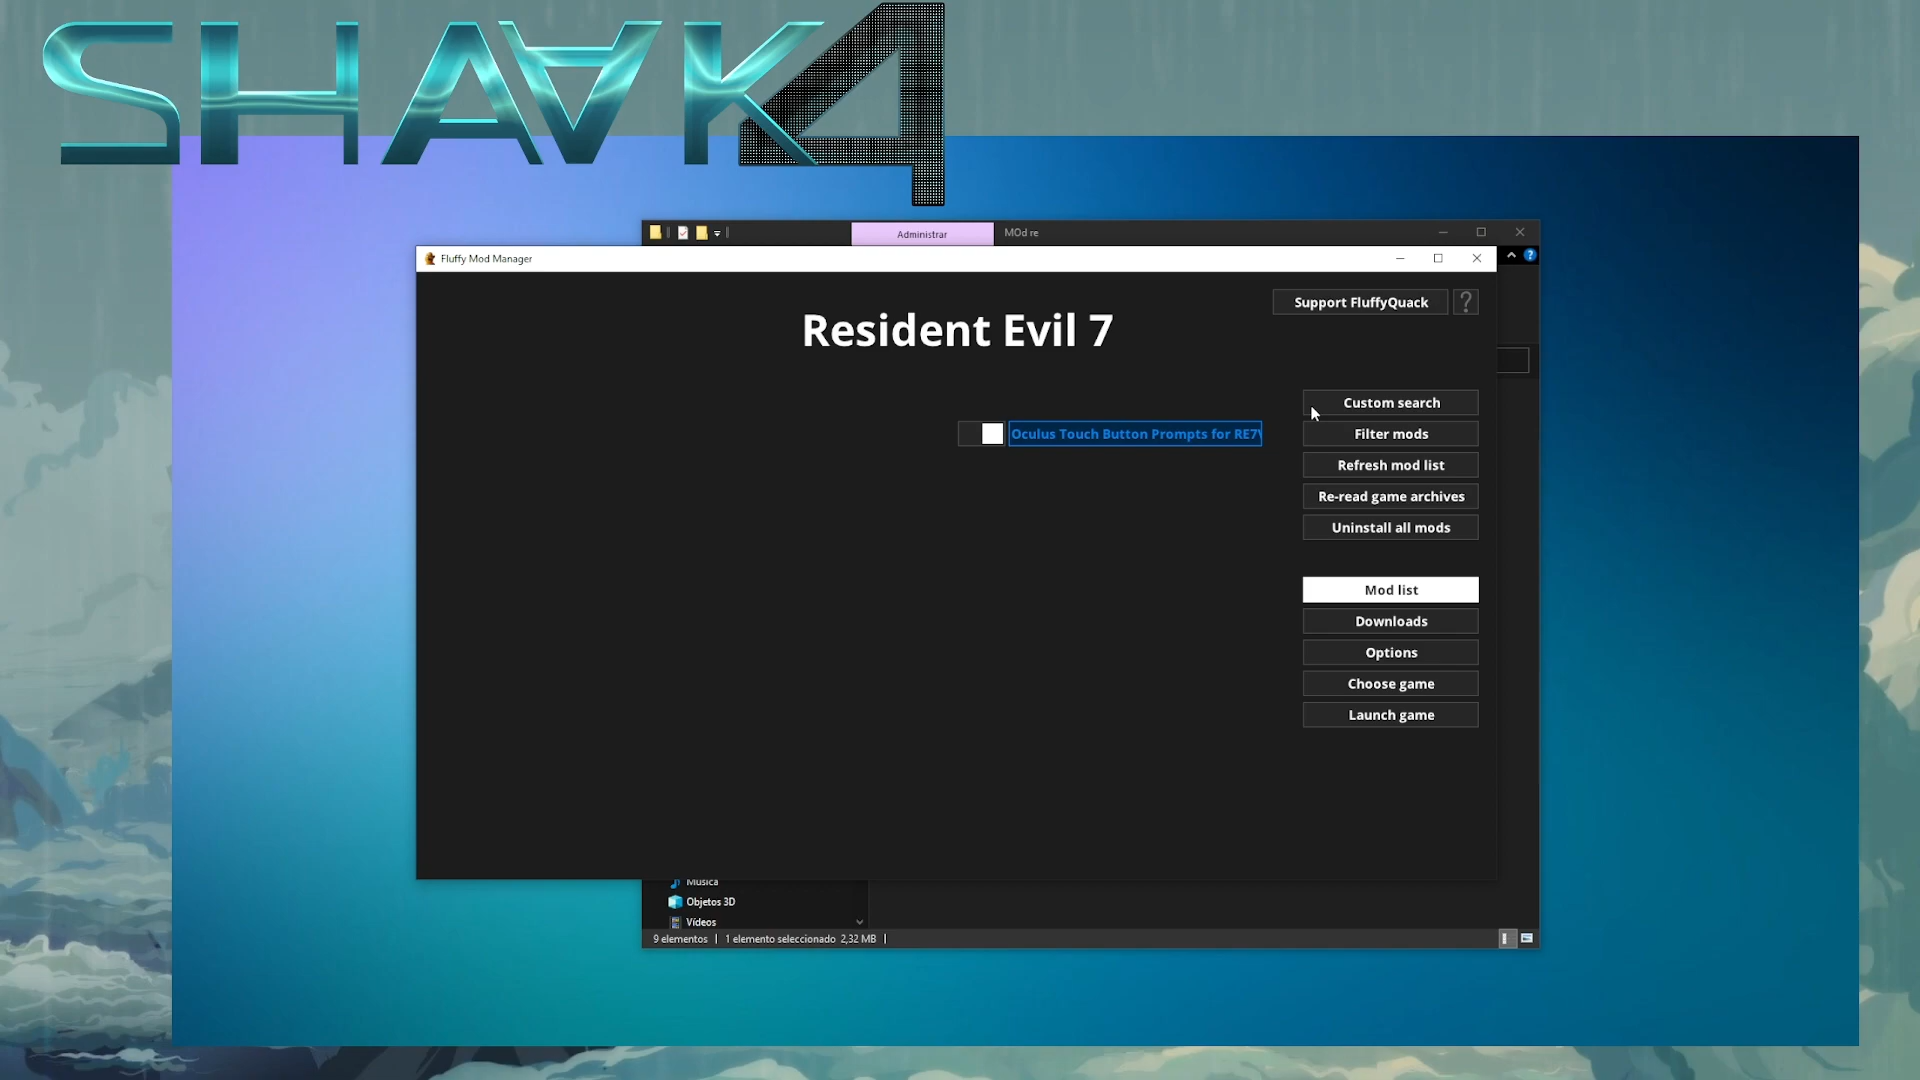 SHAAK4
Administrar
MOd re
Fluffy Mod Manager
Support FluffyQuack
?
Resident Evil 7
Custom search
Oculus Touch Button Prompts for RE7V
Filter mods
Refresh mod list
Re-read game archives
Uninstall all mods
Mod list
Downloads
Options
Choose game
Launch game
Música
Objetos 3D
Vídeos
9 elementos
1 elemento seleccionado 2,32 MB